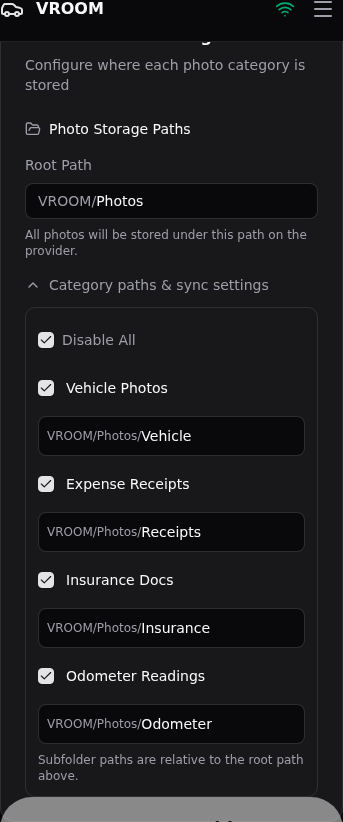 VROOM
Configure where each photo category is
stored
Photo Storage Paths
Root Path
VROOM/Photos
All photos will be stored under this path on the
provider.
Category paths & sync settings
Disable All
Vehicle Photos
VROOM/Photos/Vehicle
Expense Receipts
VROOM/Photos/Receipts
Insurance Docs
VROOM/Photos/Insurance
Odometer Readings
VROOM/Photos/Odometer
Subfolder paths are relative to the root path
above.